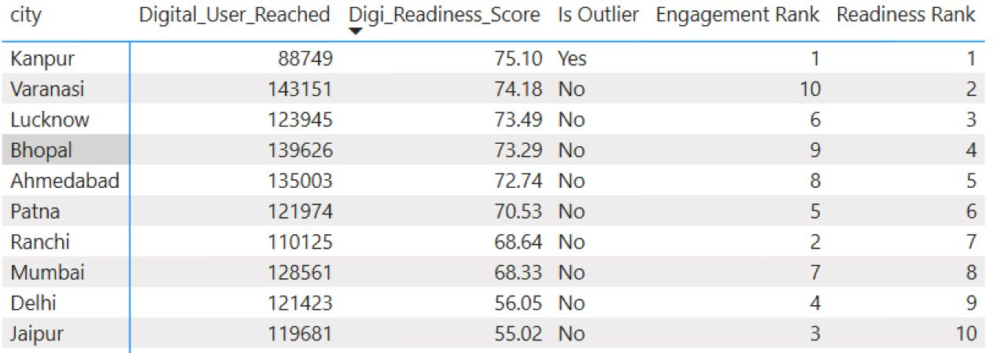 city Digital_User_Reached Digi_Readiness_Score Is Outlier Engagement Rank Readiness Rank
Kanpur 88749 75.10 Yes 1 1
Varanasi 143151 74.18 No 10 2
Lucknow 123945 73.49 No 6 3
Bhopal 139626 73.29 No 9 4
Ahmedabad 135003 72.74 No 8 5
Patna 121974 70.53 No 5 6
Ranchi 110125 68.64 No 2 7
Mumbai 128561 68.33 No 7 8
Delhi 121423 56.05 No 4 9
Jaipur 119681 55.02 No 3 10